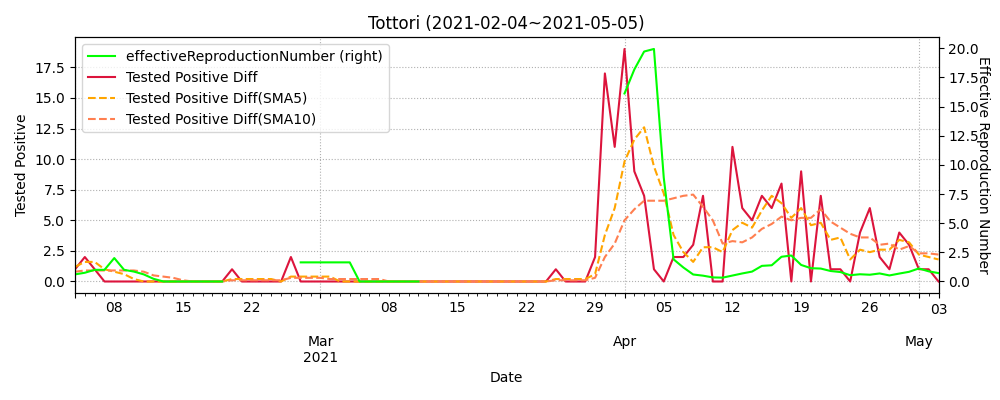 Tottori (2021-02-04~2021-05-05)
effectiveReproductionNumber (right)
Tested Positive Diff
Tested Positive Diff(SMA5)
Tested Positive Diff(SMA10)
Tested Positive
17.5
15.0
12.5
10.0
7.5
5.0
2.5
0.0
20.0
17.5
15.0
12.5
10.0
7.5
5.0
2.5
0.0
Effective Reproduction Number
08 15 22 08 15 22 29 05 12 19 26 03
Mar Apr May
2021
Date